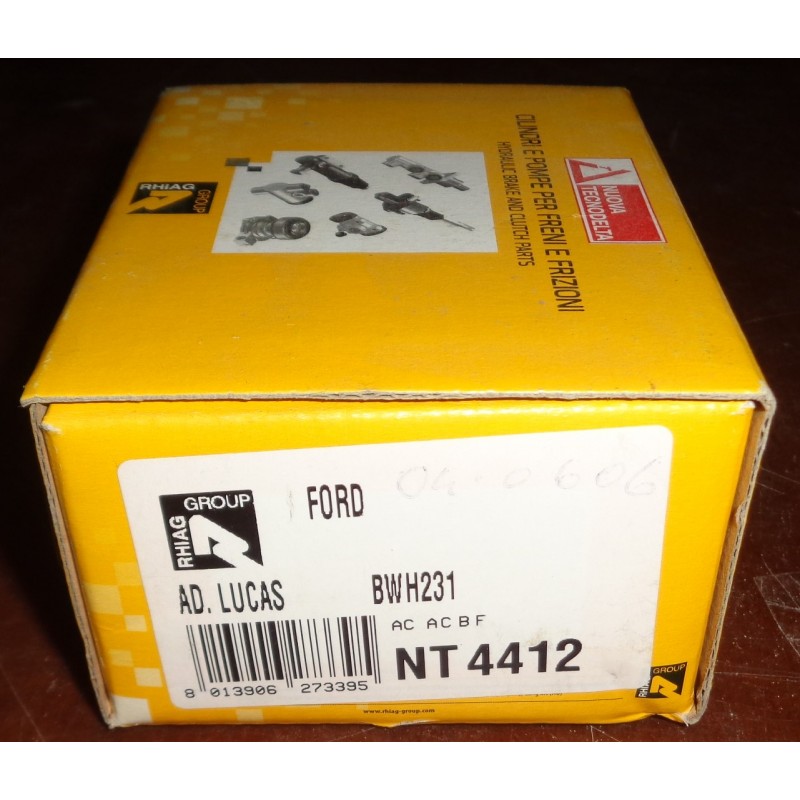 CILINDRI E POMPE PER FRENI E FRIZIONI
HYDRAULIC BRAKE AND CLUTCH PARTS
NUOVA
TECNODELTA
RHIAG
GROUP
RHIAG
GROUP
FORD
04.0606
AD. LUCAS
BWH231
AC AC B F
NT 4412
8 013906 273395
RHIAG
GROUP
www.rhiag-group.com